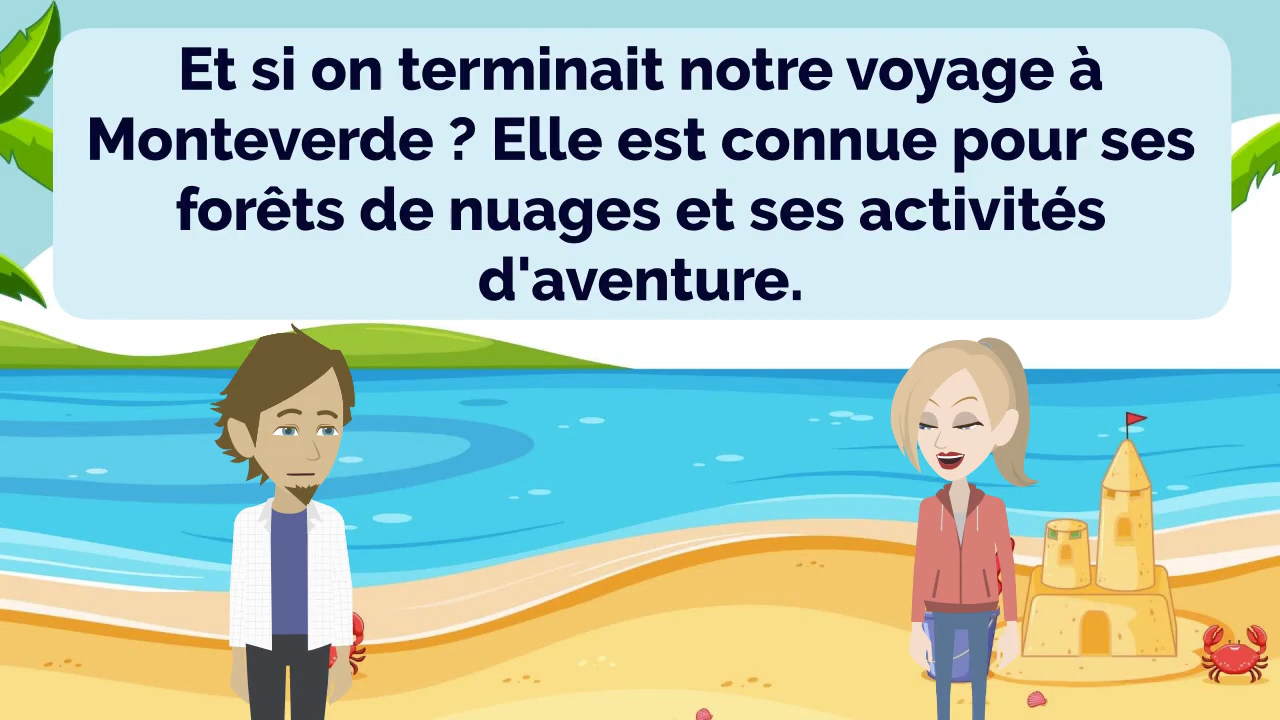 Et si on terminait notre voyage à
Monteverde ? Elle est connue pour ses
forêts de nuages et ses activités
d'aventure.